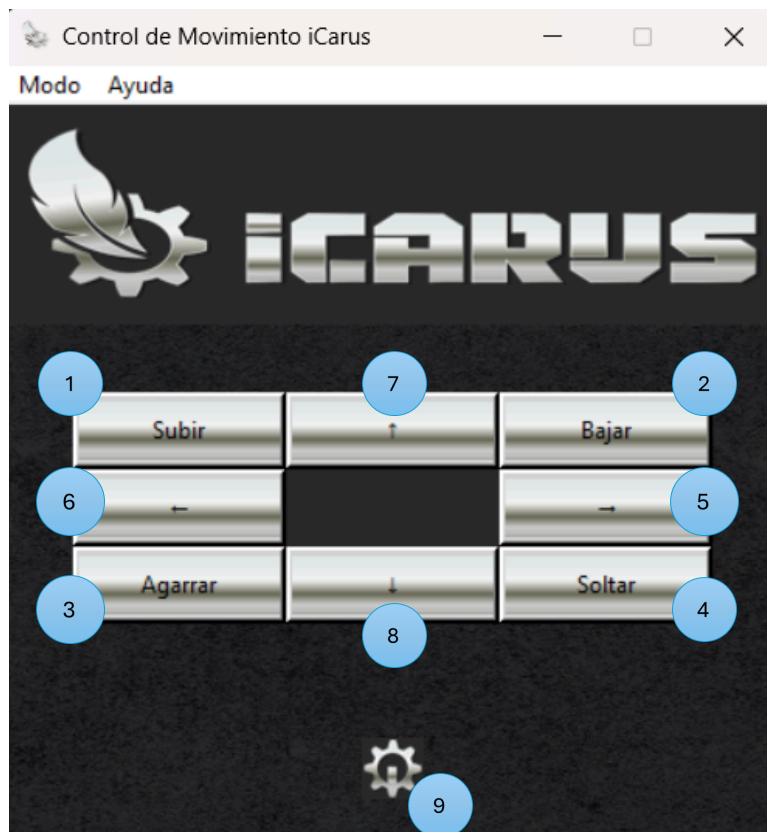 Control de Movimiento iCarus
Modo Ayuda
iCARUS
1 7 2
Subir ↑ Bajar
6 ← → 5
Agarrar ↓ Soltar
3 8 4
9